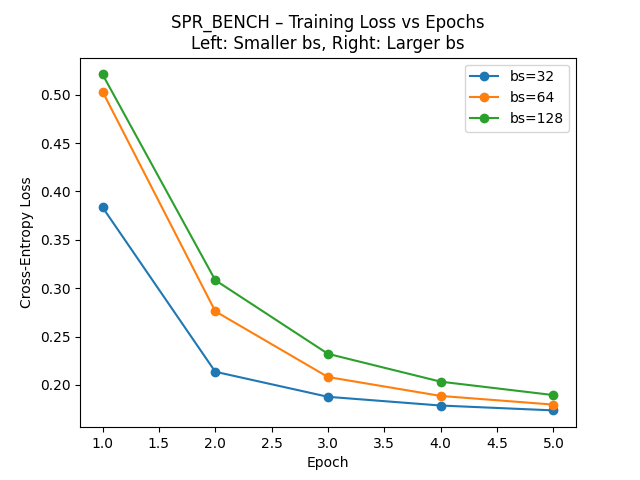 SPR_BENCH – Training Loss vs Epochs
Left: Smaller bs, Right: Larger bs
bs=32
bs=64
bs=128
Cross-Entropy Loss
0.50
0.45
0.40
0.35
0.30
0.25
0.20
1.0 1.5 2.0 2.5 3.0 3.5 4.0 4.5 5.0
Epoch